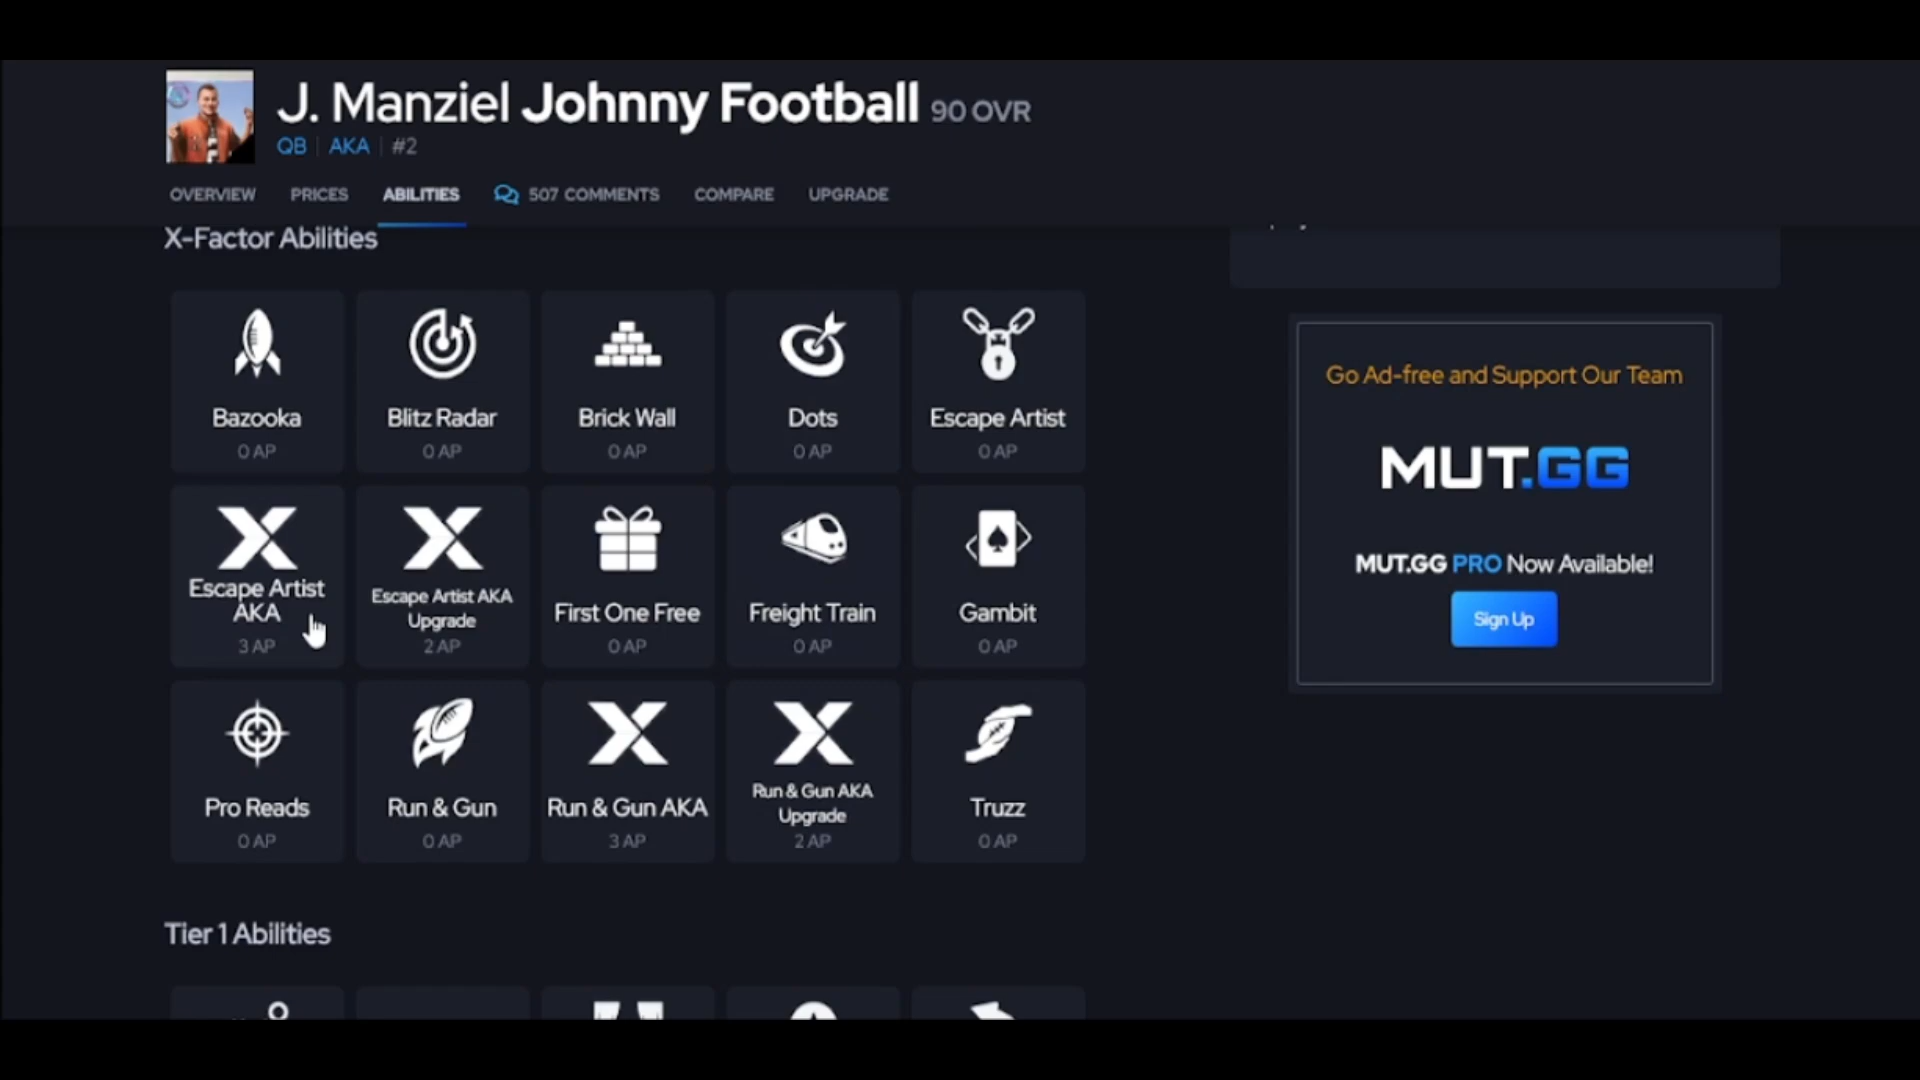 J. Manziel Johnny Football 90 OVR
QB AKA #2
OVERVIEW PRICES ABILITIES 507 COMMENTS COMPARE UPGRADE
X-Factor Abilities
Bazooka
0 AP
Blitz Radar
0 AP
Brick Wall
0 AP
Dots
0 AP
Escape Artist
0 AP
Escape Artist
AKA
3 AP
Escape Artist AKA
Upgrade
2 AP
First One Free
0 AP
Freight Train
0 AP
Gambit
0 AP
Pro Reads
0 AP
Run & Gun
0 AP
Run & Gun AKA
3 AP
Run & Gun AKA
Upgrade
2 AP
Truzz
0 AP
Tier 1 Abilities
Go Ad-free and Support Our Team
MUT.GG
MUT.GG PRO Now Available!
Sign Up